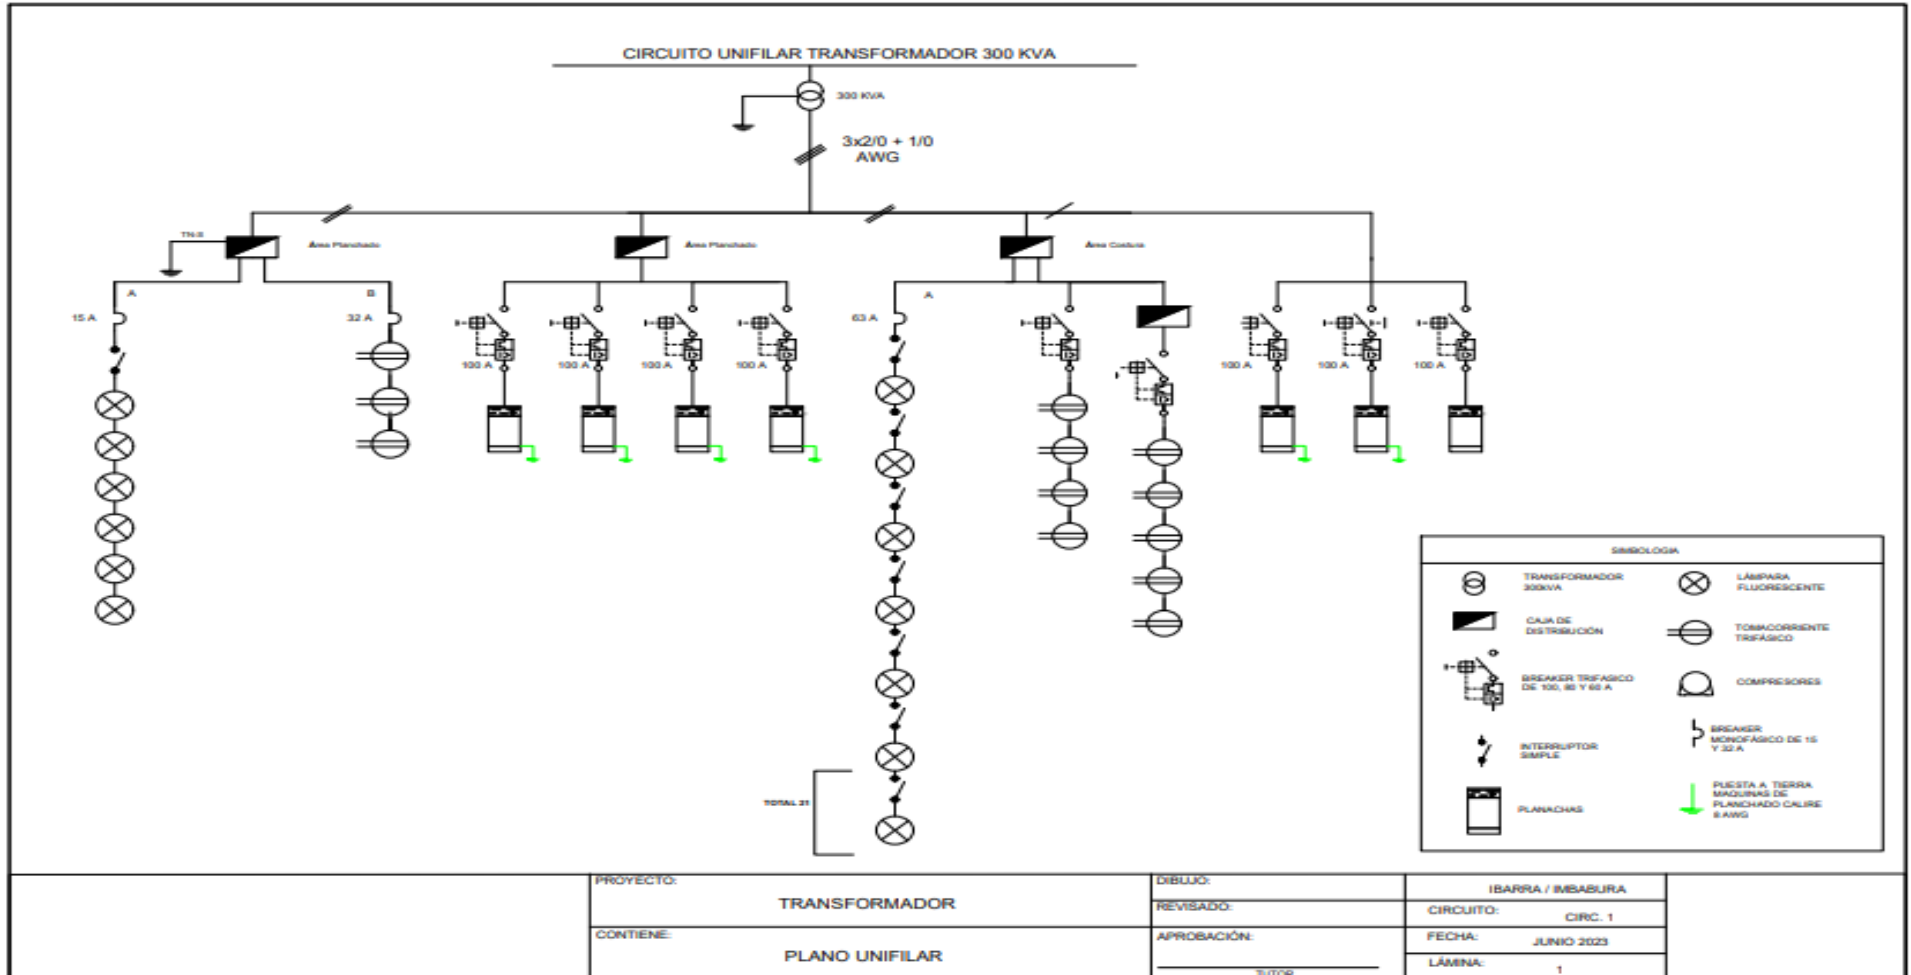 CIRCUITO UNIFILAR TRANSFORMADOR 300 KVA
300 KVA
3x2/0 + 1/0
AWG
TN-S
Área Planchado
Área Planchado
Área Costura
A
B
A
15 A
32 A
63 A
100 A
100 A
100 A
100 A
100 A
100 A
100 A
TOTAL 21
SIMBOLOGIA
TRANSFORMADOR
300kVA
LÁMPARA
FLUORESCENTE
CAJA DE
DISTRIBUCIÓN
TOMACORRIENTE
TRIFÁSICO
BREAKER TRIFASICO
DE 100, 80 Y 60 A
COMPRESORES
INTERRUPTOR
SIMPLE
BREAKER
MONOFÁSICO DE 15
Y 32 A
PLANACHAS
PUESTA A TIERRA
MAQUINAS DE
PLANCHADO CALIRE
8 AWG
PROYECTO:
TRANSFORMADOR
CONTIENE:
PLANO UNIFILAR
DIBUJO:
REVISADO:
APROBACIÓN:
TUTOR
IBARRA / IMBABURA
CIRCUITO: CIRC. 1
FECHA: JUNIO 2023
LÁMINA: 1